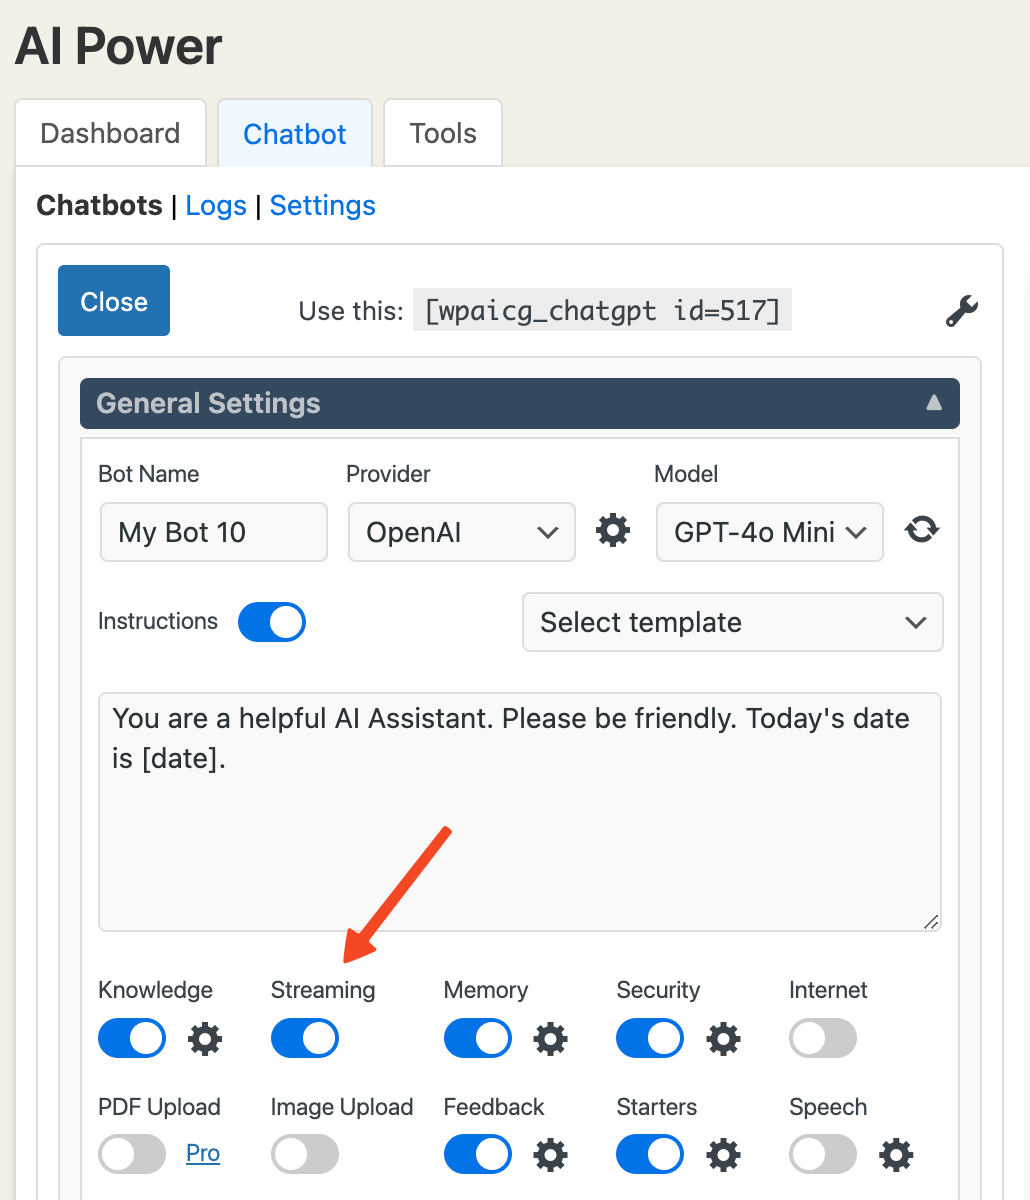 AI Power
Dashboard
Chatbot
Tools
Chatbots | Logs | Settings
Close
Use this: [wpaicg_chatgpt id=517]
General Settings
Bot Name
Provider
Model
My Bot 10
OpenAI
GPT-4o Mini
Instructions
Select template
You are a helpful AI Assistant. Please be friendly. Today's date
is [date].
Knowledge
Streaming
Memory
Security
Internet
PDF Upload
Image Upload
Feedback
Starters
Speech
Pro